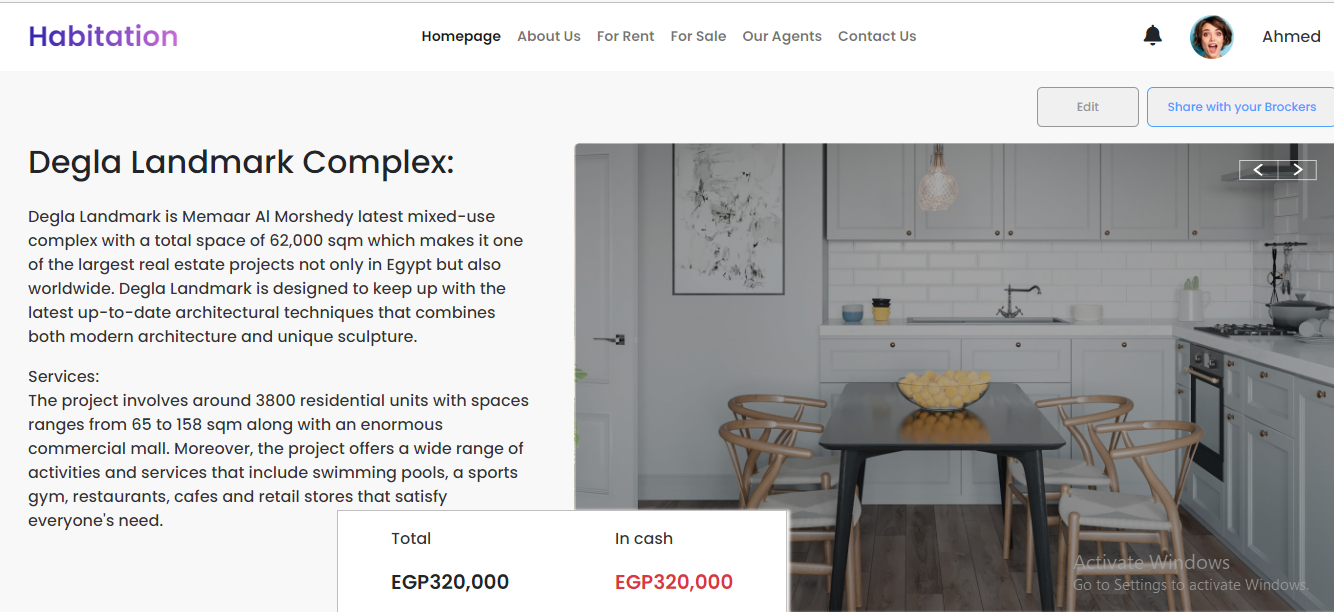 Habitation
Homepage About Us For Rent For Sale Our Agents Contact Us
Ahmed
Edit
Share with your Brockers
Degla Landmark Complex:
Degla Landmark is Memaar Al Morshedy latest mixed-use
complex with a total space of 62,000 sqm which makes it one
of the largest real estate projects not only in Egypt but also
worldwide. Degla Landmark is designed to keep up with the
latest up-to-date architectural techniques that combines
both modern architecture and unique sculpture.
Services:
The project involves around 3800 residential units with spaces
ranges from 65 to 158 sqm along with an enormous
commercial mall. Moreover, the project offers a wide range of
activities and services that include swimming pools, a sports
gym, restaurants, cafes and retail stores that satisfy
everyone's need.
Total In cash
EGP320,000 EGP320,000
Activate Windows
Go to Settings to activate Windows.